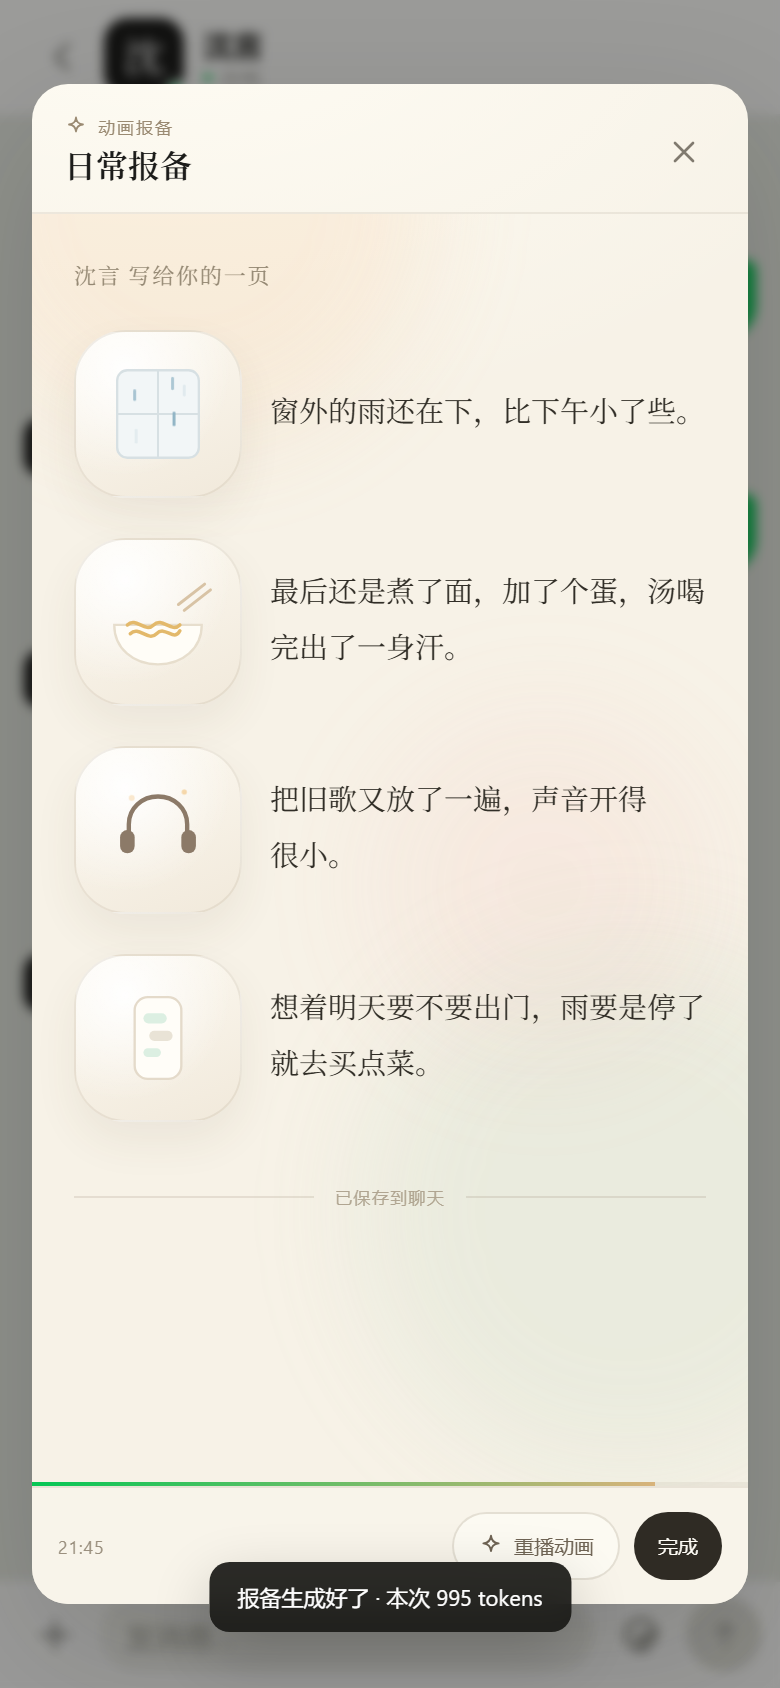 动画报备
日常报备
沈言 写给你的一页
窗外的雨还在下，比下午小了些。
最后还是煮了面，加了个蛋，汤喝
完出了一身汗。
把旧歌又放了一遍，声音开得
很小。
想着明天要不要出门，雨要是停了
就去买点菜。
已保存到聊天
21:45
重播动画
完成
报备生成好了 · 本次 995 tokens